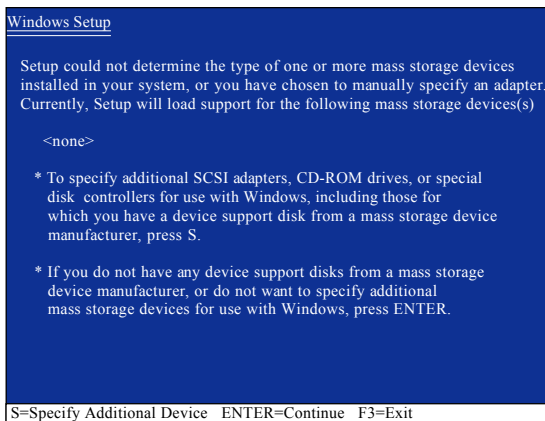 Windows Setup
Setup could not determine the type of one or more mass storage devices
installed in your system, or you have chosen to manually specify an adapter.
Currently, Setup will load support for the following mass storage devices(s)
<none>
* To specify additional SCSI adapters, CD-ROM drives, or special
disk controllers for use with Windows, including those for
which you have a device support disk from a mass storage device
manufacturer, press S.
* If you do not have any device support disks from a mass storage
device manufacturer, or do not want to specify additional
mass storage devices for use with Windows, press ENTER.
S=Specify Additional Device ENTER=Continue F3=Exit